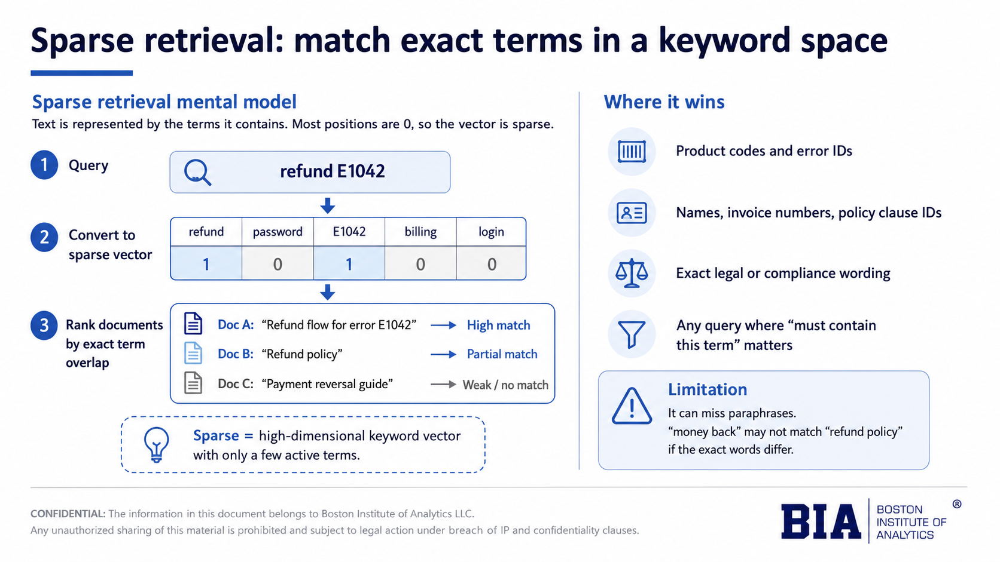 Sparse retrieval: match exact terms in a keyword space
Sparse retrieval mental model
Text is represented by the terms it contains. Most positions are 0, so the vector is sparse.
1 Query
refund E1042
2 Convert to
sparse vector
refund password E1042 billing login
1 0 1 0 0
3 Rank documents
by exact term
overlap
Doc A: “Refund flow for error E1042” High match
Doc B: “Refund policy” Partial match
Doc C: “Payment reversal guide” Weak / no match
Sparse = high-dimensional keyword vector
with only a few active terms.
Where it wins
Product codes and error IDs
Names, invoice numbers, policy clause IDs
Exact legal or compliance wording
Any query where “must contain
this term” matters
Limitation
It can miss paraphrases.
“money back” may not match “refund policy”
if the exact words differ.
CONFIDENTIAL: The information in this document belongs to Boston Institute of Analytics LLC.
Any unauthorized sharing of this material is prohibited and subject to legal action under breach of IP and confidentiality clauses.
BIA
BOSTON
INSTITUTE OF
ANALYTICS
®